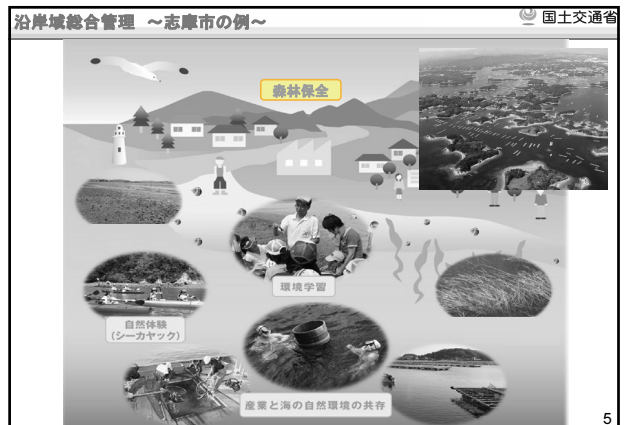 沿岸域総合管理 ～志摩市の例～
国土交通省
森林保全
環境学習
自然体験
(シーカヤック)
産業と海の自然環境の共存
5